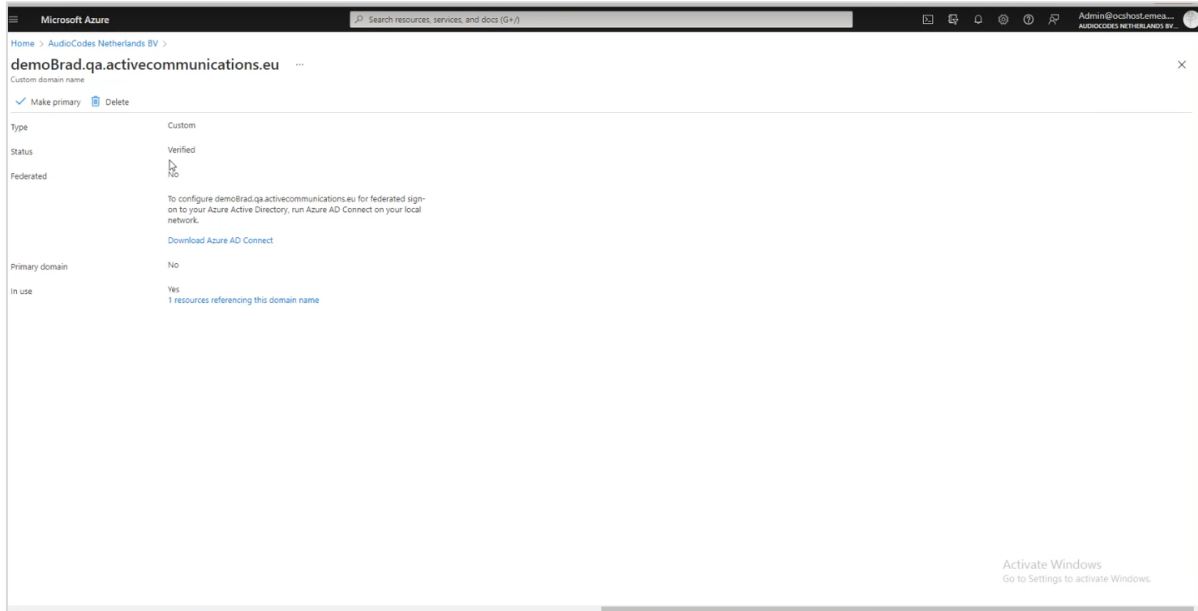 Microsoft Azure
Search resources, services, and docs (G+/)
Admin@ocshost.emea....
AUDIOCODES NETHERLANDS BV...
Home > AudioCodes Netherlands BV >
demoBrad.qa.activecommunications.eu ...
Custom domain name
Make primary Delete
Type Custom
Status Verified
Federated No
To configure demoBrad.qa.activecommunications.eu for federated sign-
on to your Azure Active Directory, run Azure AD Connect on your local
network.
Download Azure AD Connect
Primary domain No
In use Yes
1 resources referencing this domain name
Activate Windows
Go to Settings to activate Windows.